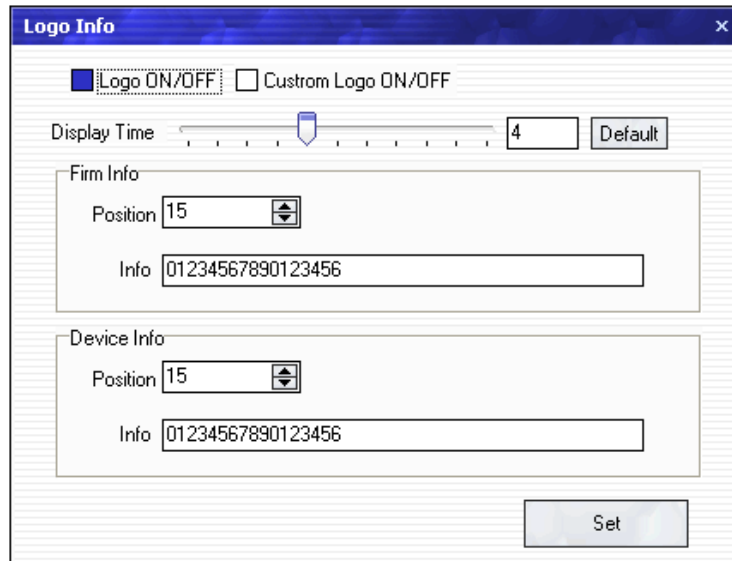 Logo Info
Logo ON/OFF Custrom Logo ON/OFF
Display Time 4 Default
Firm Info
Position 15
Info 01234567890123456
Device Info
Position 15
Info 01234567890123456
Set